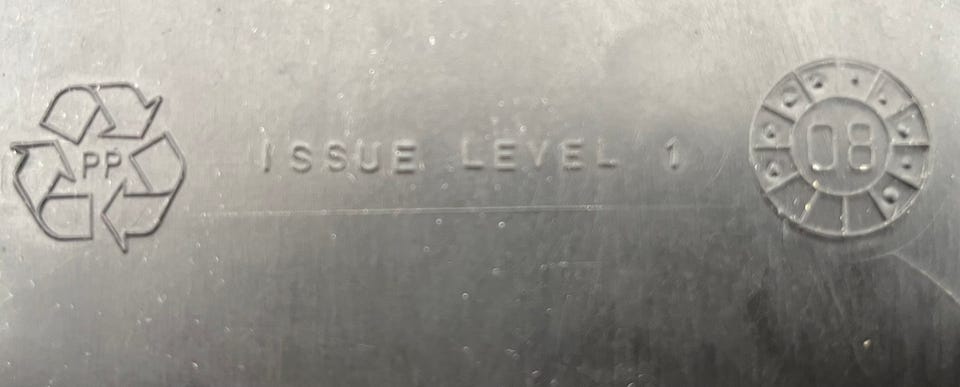 PP
ISSUE LEVEL 1
08